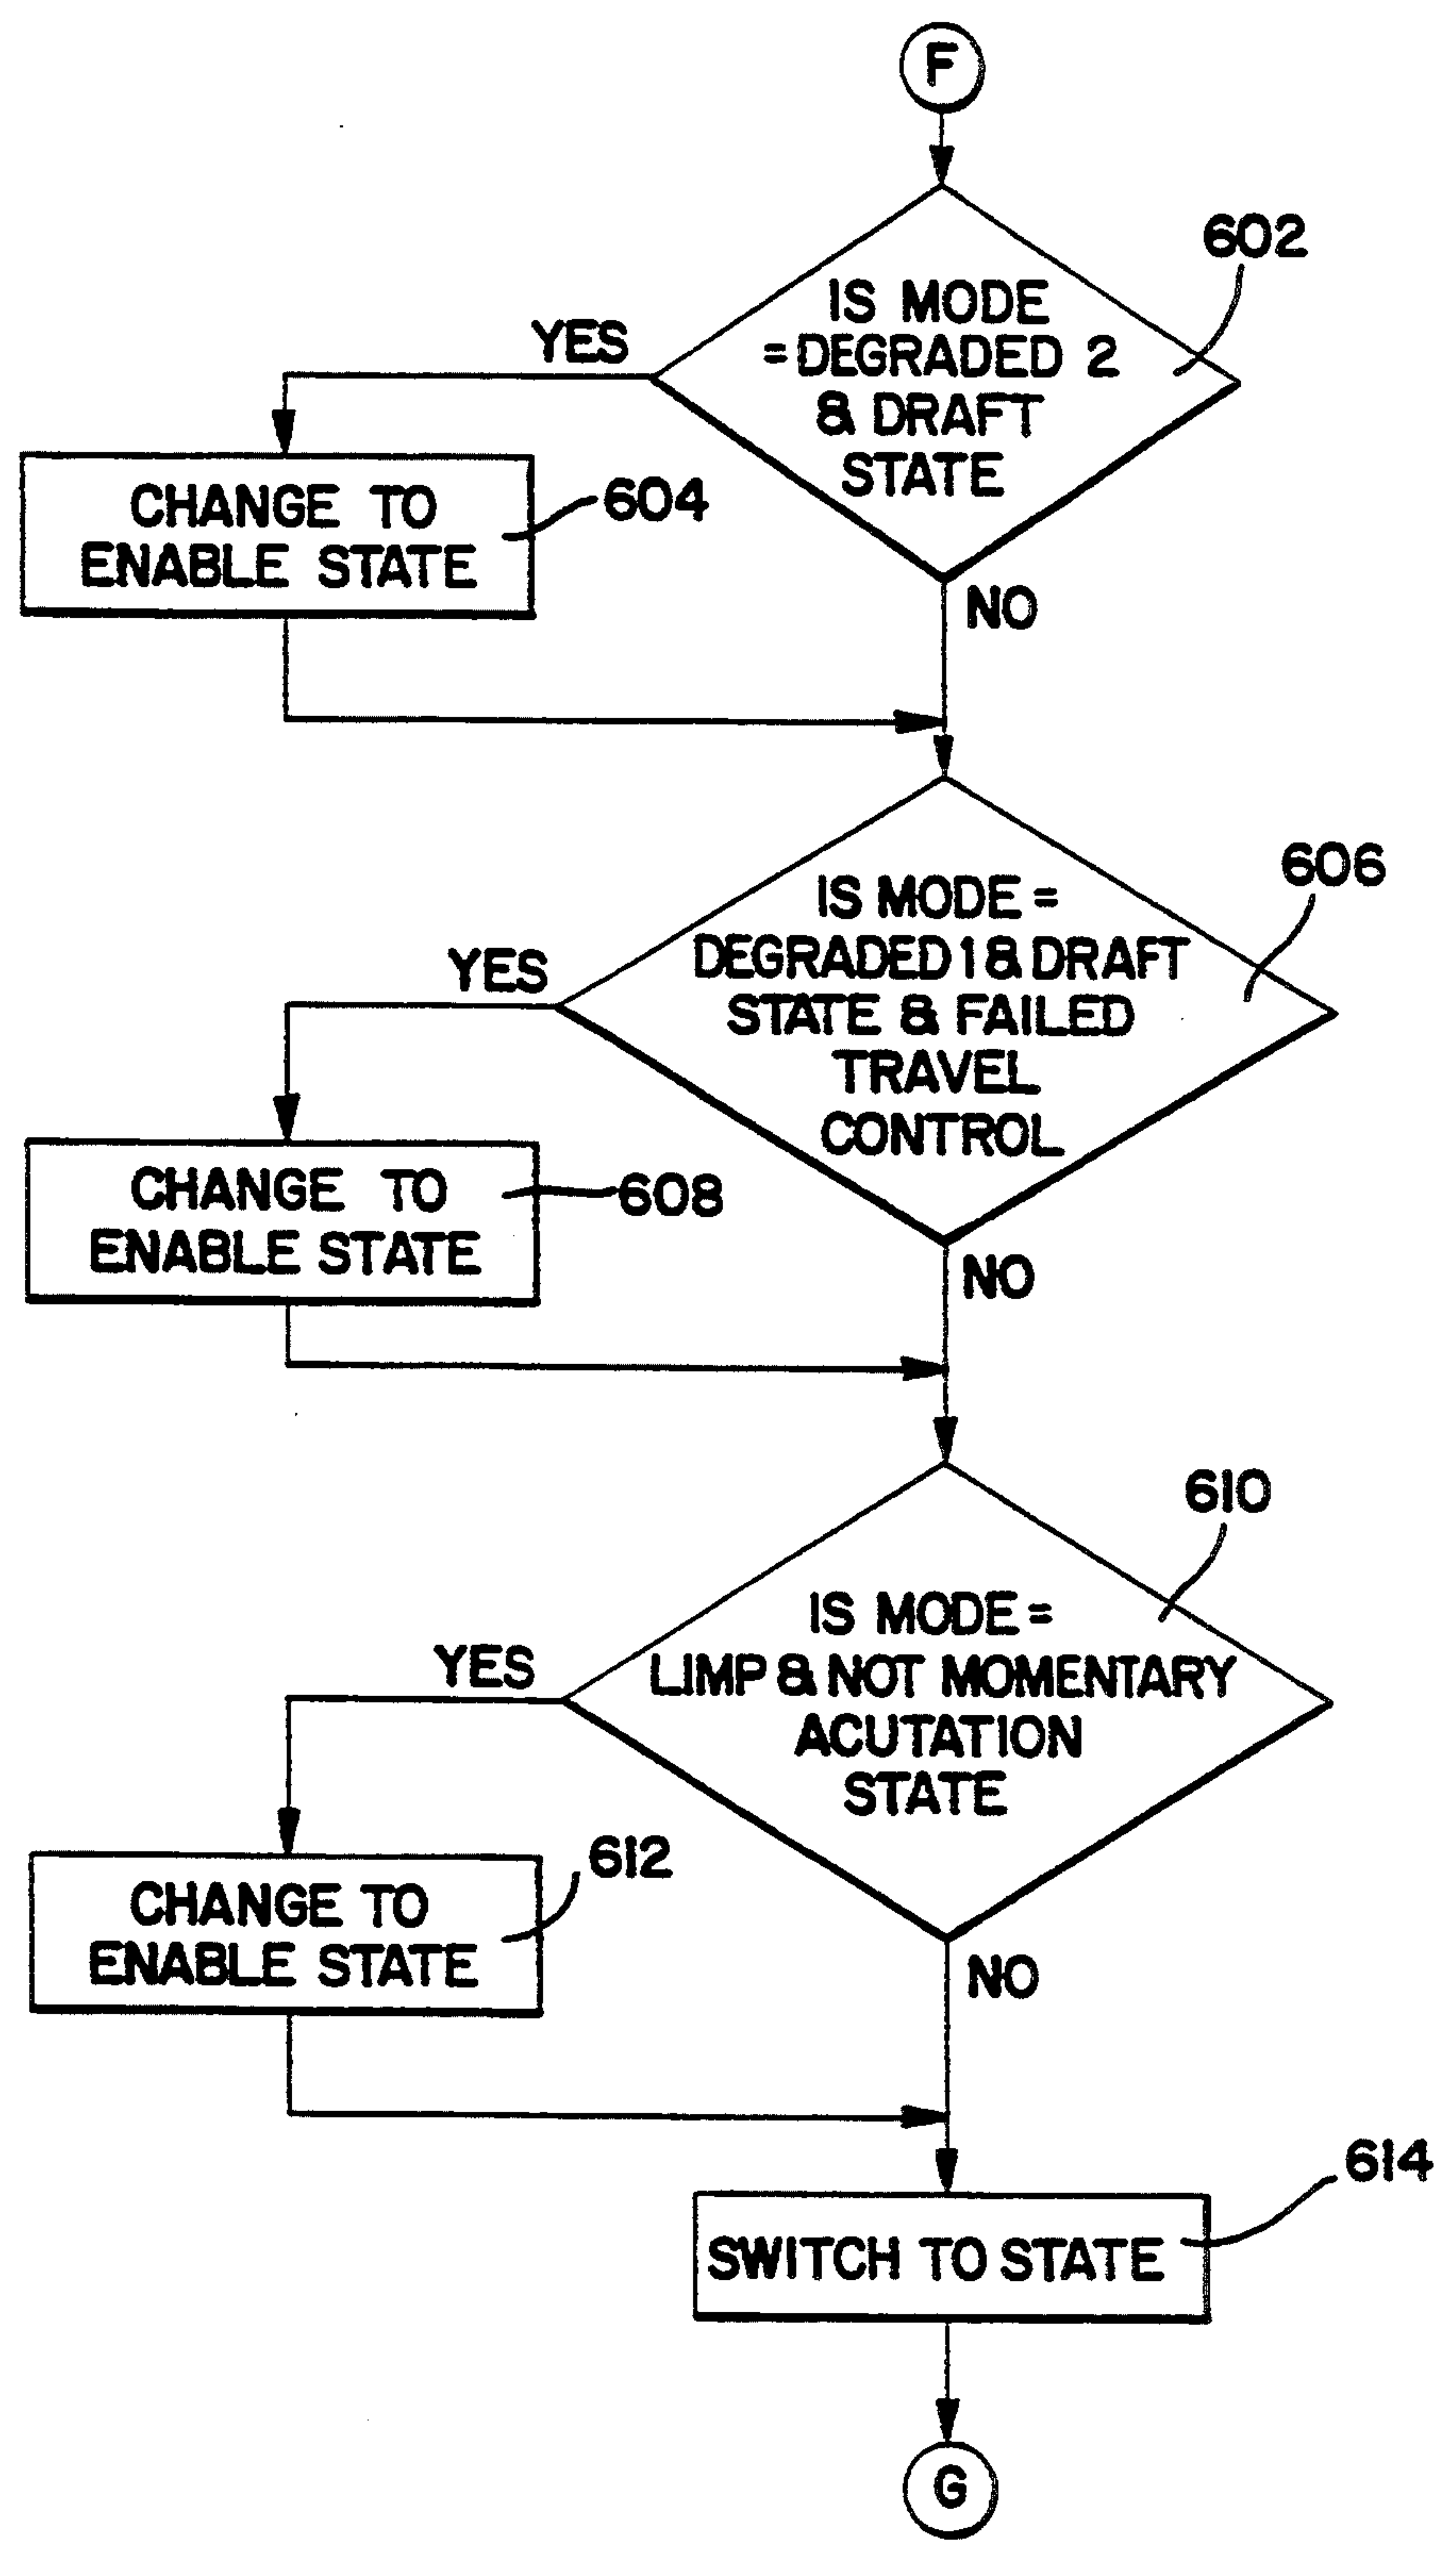 F
602
IS MODE
= DEGRADED 2
& DRAFT
STATE
YES
NO
CHANGE TO
ENABLE STATE
604
606
IS MODE =
DEGRADED 1 & DRAFT
STATE & FAILED
TRAVEL
CONTROL
YES
NO
CHANGE TO
ENABLE STATE
608
610
IS MODE =
LIMP & NOT MOMENTARY
ACUTATION
STATE
YES
NO
CHANGE TO
ENABLE STATE
612
614
SWITCH TO STATE
G